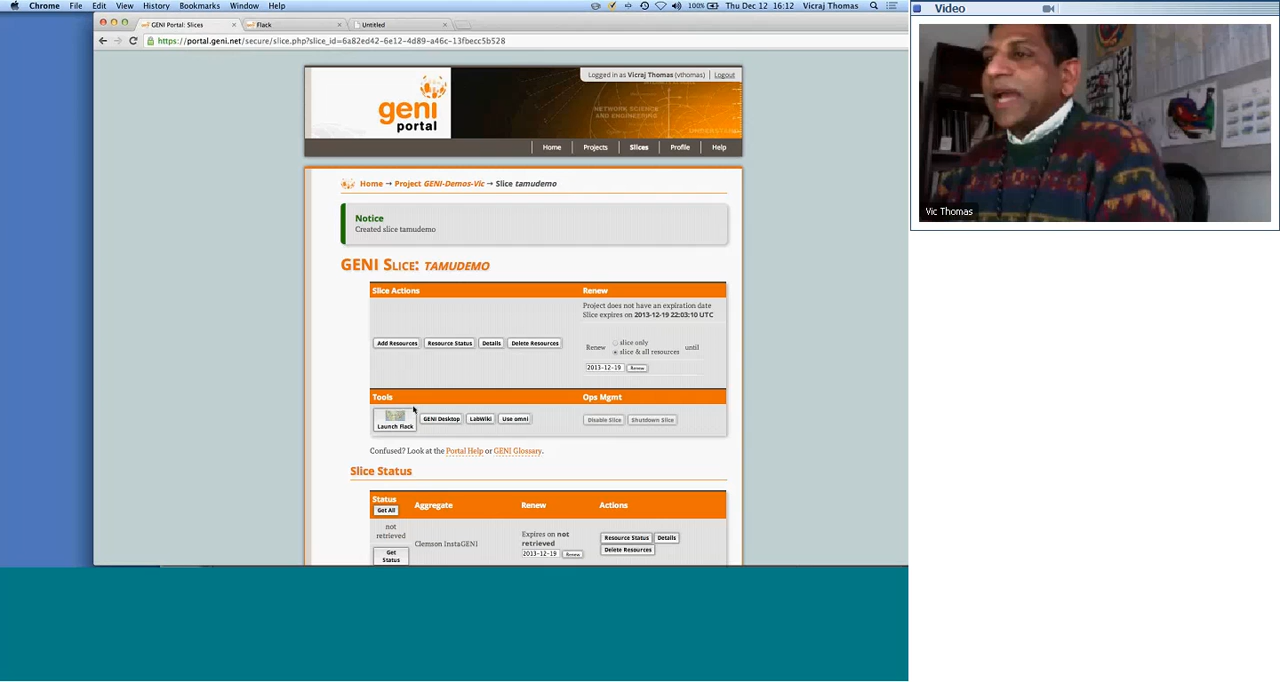 Chrome File Edit View History Bookmarks Window Help 100% Thu Dec 12 16:12 Vicraj Thomas
Video
GENI Portal: Slices Flack Untitled
https://portal.geni.net/secure/slice.php?slice_id=6a82ed42-6e12-4d89-a46c-13fbecc5b528
Logged in as Vicraj Thomas (vthomas) | Logout
geni
portal
NETWORK SCIENCE
AND ENGINEERING
Home Projects Slices Profile Help
Home → Project GENI-Demos-Vic → Slice tamudemo
Notice
Created slice tamudemo
GENI Slice: TAMUDEMO
Slice Actions Renew
Project does not have an expiration date
Slice expires on 2013-12-19 22:03:10 UTC
Add Resources Resource Status Details Delete Resources
Renew slice only
slice & all resources until
2013-12-19 Renew
Tools Ops Mgmt
Launch Flack GENI Desktop LabWiki Use omni Disable Slice Shutdown Slice
Confused? Look at the Portal Help or GENI Glossary.
Slice Status
Status
Get All
Aggregate Renew Actions
not
retrieved
Get
Status
Clemson InstaGENI
Expires on not
retrieved
2013-12-19 Renew
Resource Status Details
Delete Resources
Vic Thomas